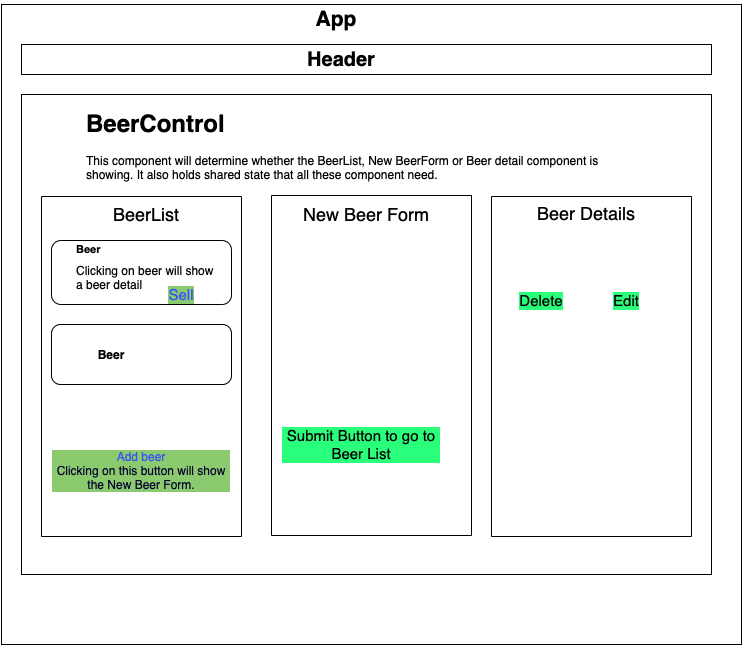 App
Header
BeerControl
This component will determine whether the BeerList, New BeerForm or Beer detail component is
showing. It also holds shared state that all these component need.
BeerList
Beer
Clicking on beer will show
a beer detail
Sell
Beer
Add beer
Clicking on this button will show
the New Beer Form.
New Beer Form
Submit Button to go to
Beer List
Beer Details
Delete
Edit